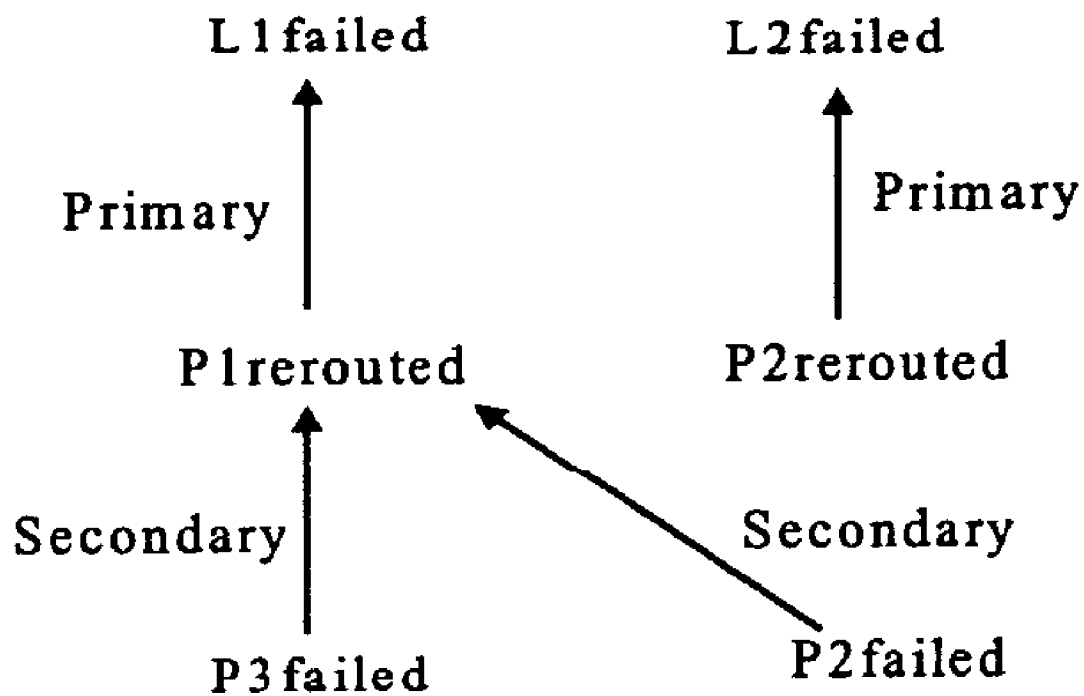 L1failed
L2failed
Primary
Primary
P1rerouted
P2rerouted
Secondary
Secondary
P3failed
P2failed